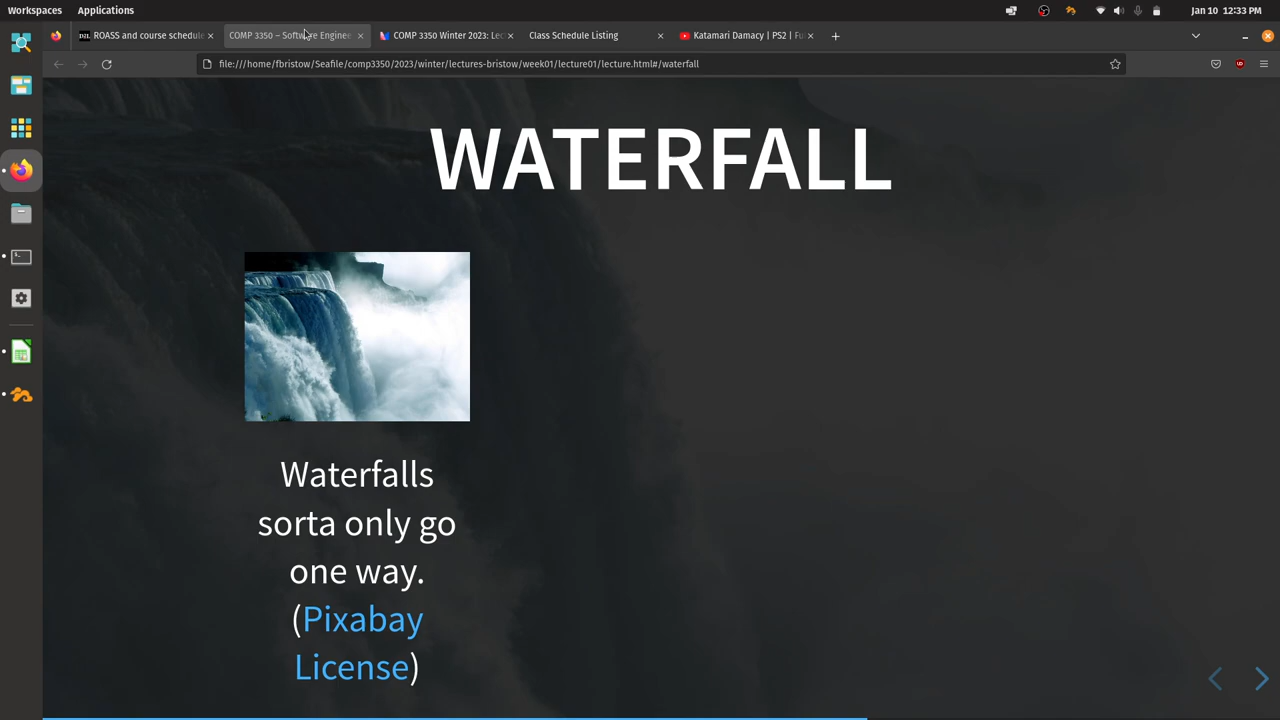 Workspaces Applications Jan 10 12:33 PM
ROASS and course schedule COMP 3350 – Software Enginee COMP 3350 Winter 2023: Lec Class Schedule Listing Katamari Damacy | PS2 | Fu
file:///home/fbristow/Seafile/comp3350/2023/winter/lectures-bristow/week01/lecture01/lecture.html#/waterfall
WATERFALL
Waterfalls
sorta only go
one way.
(Pixabay
License)